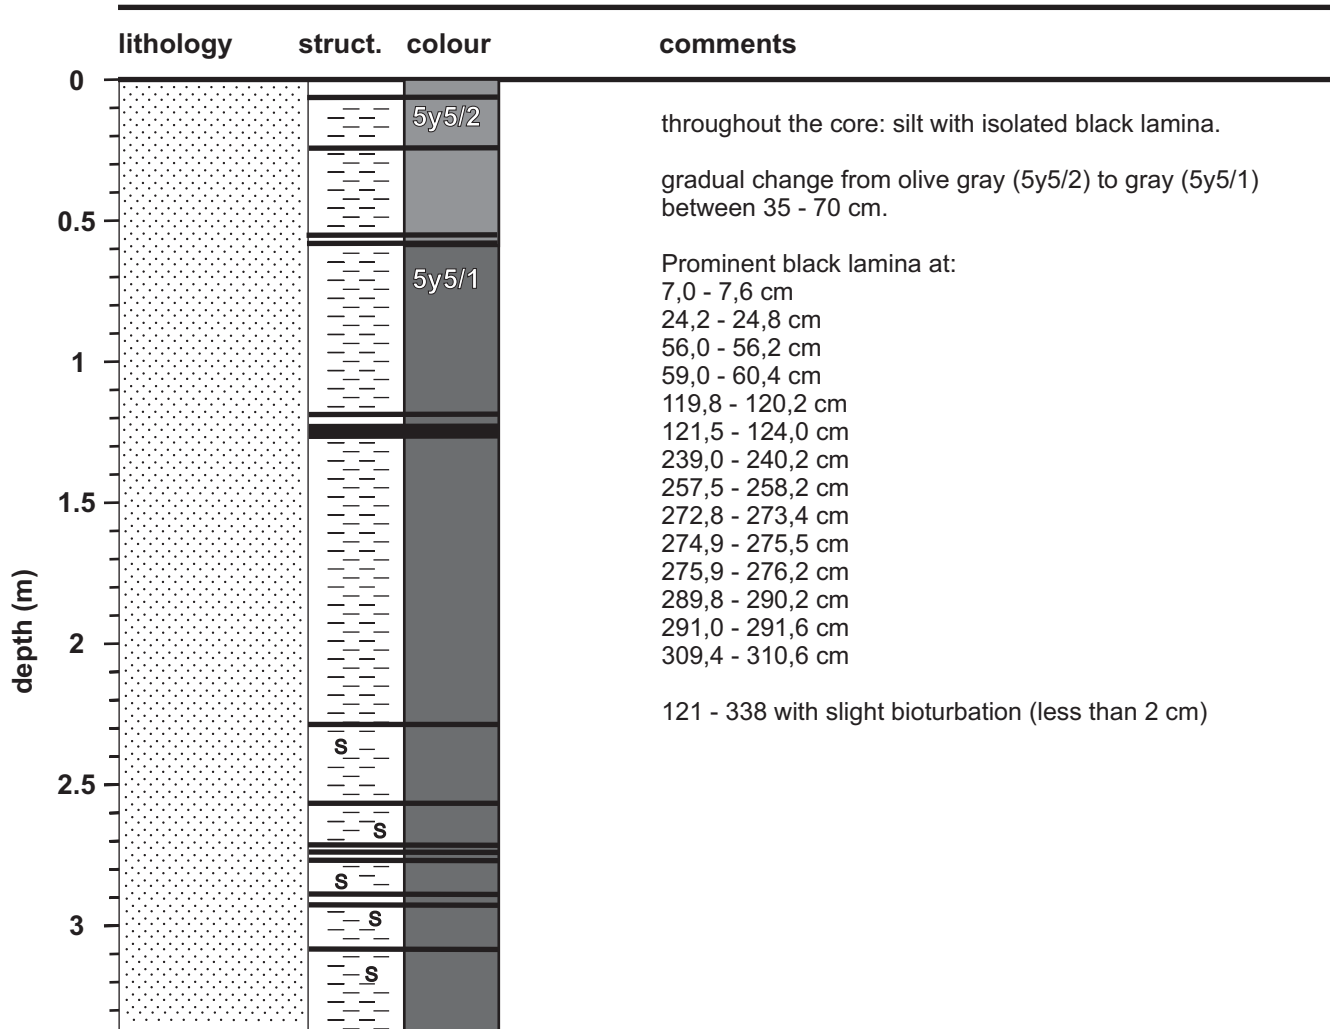 lithology struct. colour comments
0
5y5/2
throughout the core: silt with isolated black lamina.
gradual change from olive gray (5y5/2) to gray (5y5/1)
between 35 - 70 cm.
0.5
5y5/1
Prominent black lamina at:
7,0 - 7,6 cm
24,2 - 24,8 cm
56,0 - 56,2 cm
59,0 - 60,4 cm
119,8 - 120,2 cm
121,5 - 124,0 cm
239,0 - 240,2 cm
257,5 - 258,2 cm
272,8 - 273,4 cm
274,9 - 275,5 cm
275,9 - 276,2 cm
289,8 - 290,2 cm
291,0 - 291,6 cm
309,4 - 310,6 cm
121 - 338 with slight bioturbation (less than 2 cm)
1
1.5
depth (m)
2
s
2.5
s
s
s
3
s